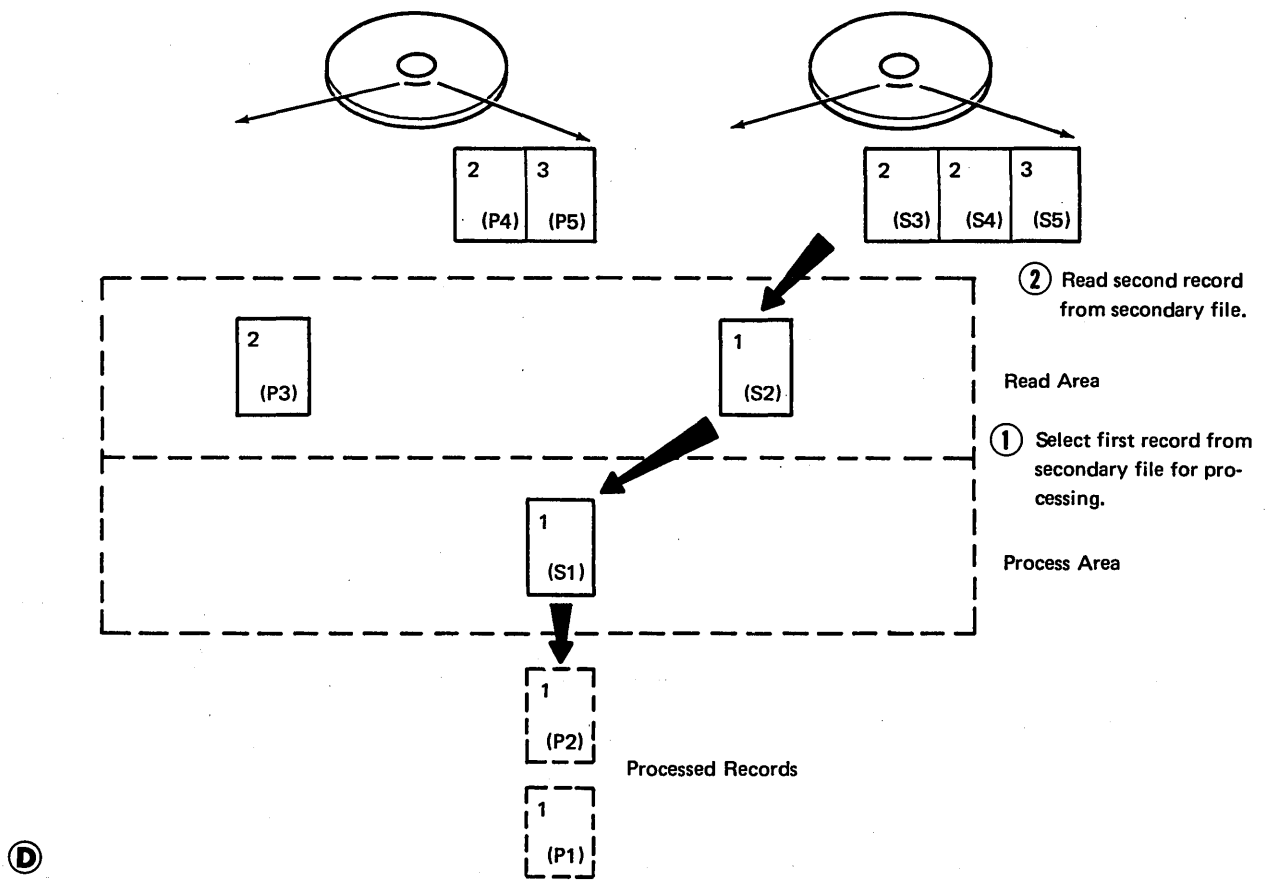 2 3 2 2 3
(P4) (P5) (S3) (S4) (S5)
② Read second record
from secondary file.
2 1
(P3) (S2)
Read Area
① Select first record from
secondary file for pro-
cessing.
1
(S1)
Process Area
1
(P2)
Processed Records
1
(P1)
D